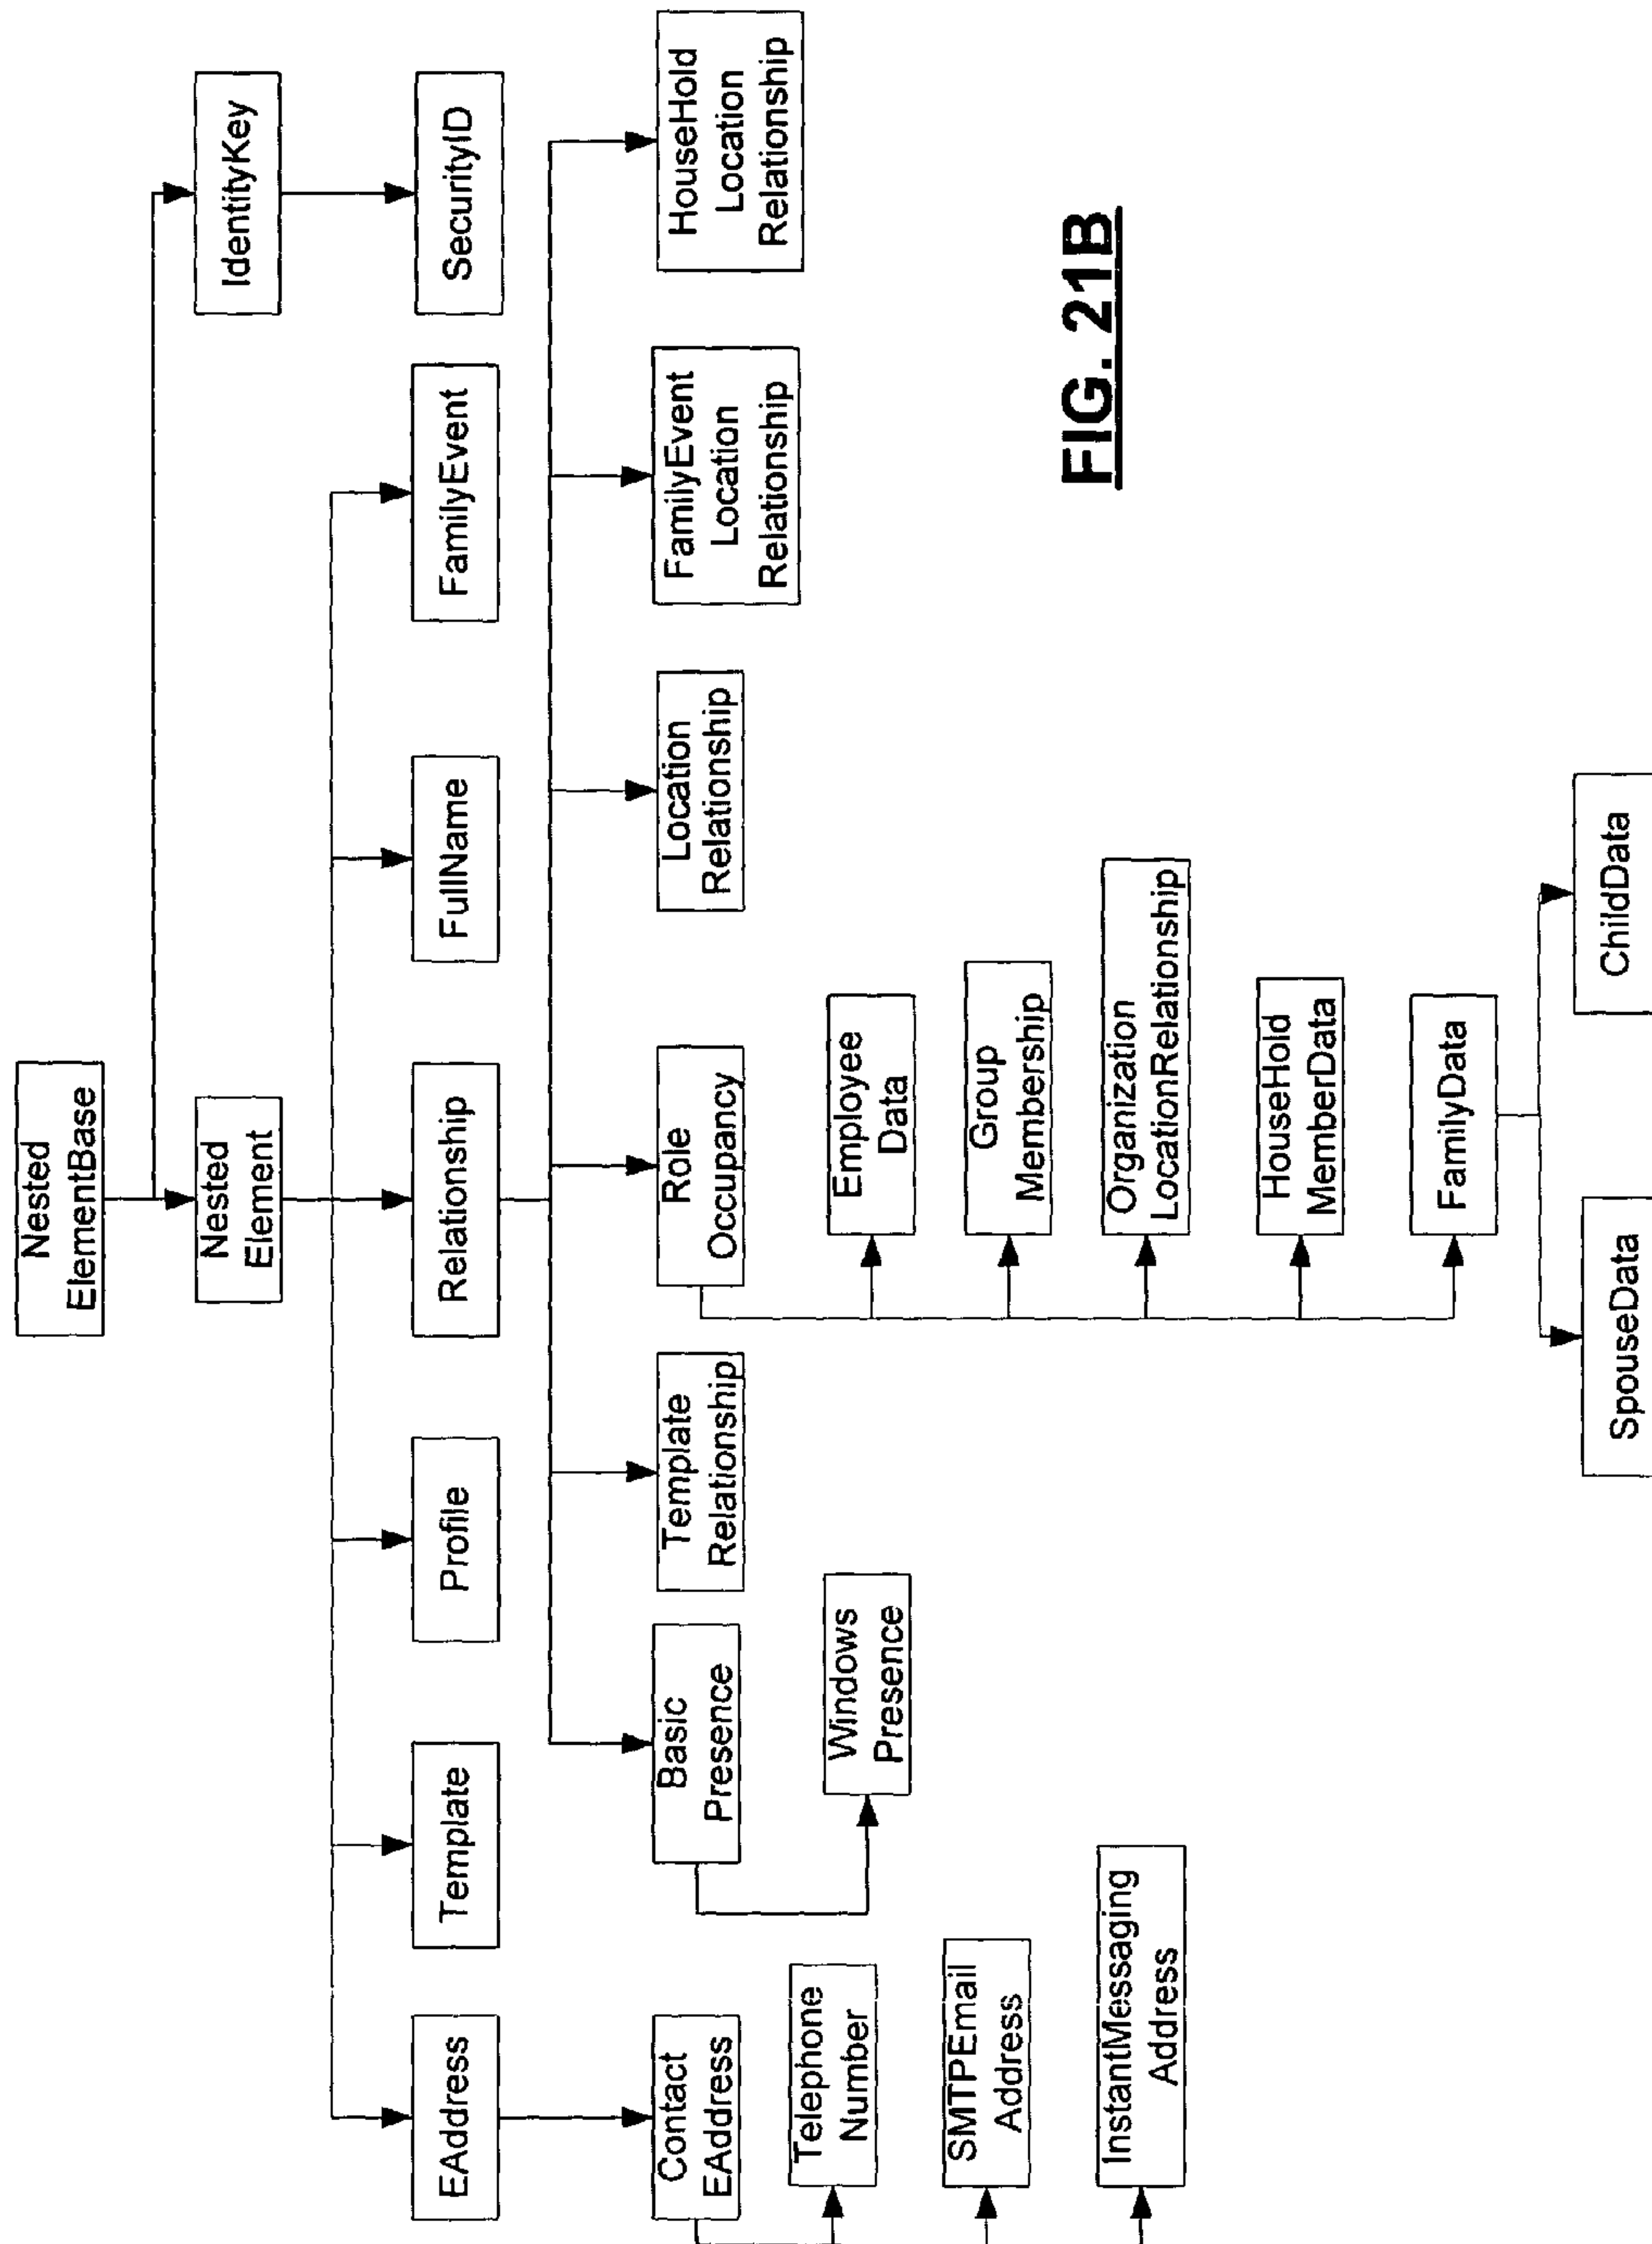 Nested
ElementBase
Nested
Element
IdentityKey
EAddress
Template
Profile
Relationship
FullName
FamilyEvent
SecurityID
Contact
EAddress
Basic
Presence
Template
Relationship
Role
Occupancy
Location
Relationship
FamilyEvent
Location
Relationship
HouseHold
Location
Relationship
Telephone
Number
Windows
Presence
Employee
Data
SMTPEmail
Address
Group
Membership
InstantMessaging
Address
Organization
LocationRelationship
HouseHold
MemberData
FamilyData
SpouseData
ChildData
FIG. 21B